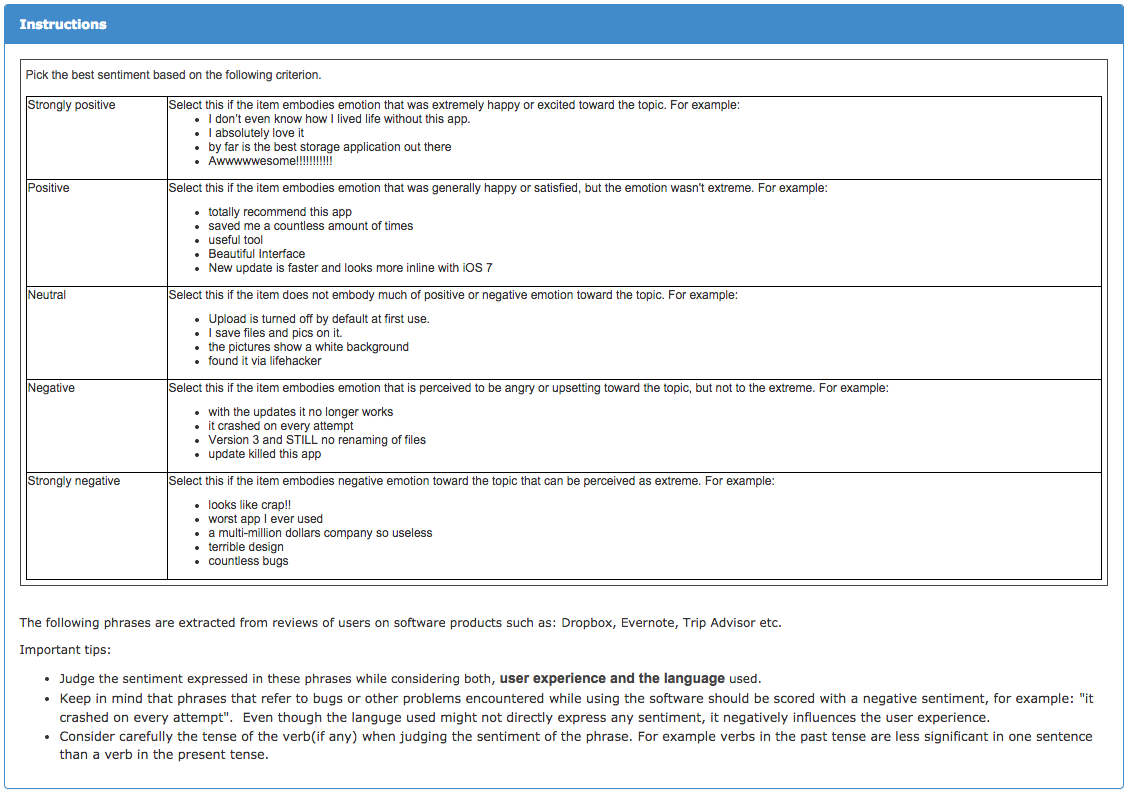 Instructions
Pick the best sentiment based on the following criterion.
Strongly positive
Select this if the item embodies emotion that was extremely happy or excited toward the topic. For example:
• I don't even know how I lived life without this app.
• I absolutely love it
• by far is the best storage application out there
• Awwwwwesome!!!!!!!!!!!
Positive
Select this if the item embodies emotion that was generally happy or satisfied, but the emotion wasn't extreme. For example:
• totally recommend this app
• saved me a countless amount of times
• useful tool
• Beautiful Interface
• New update is faster and looks more inline with iOS 7
Neutral
Select this if the item does not embody much of positive or negative emotion toward the topic. For example:
• Upload is turned off by default at first use.
• I save files and pics on it.
• the pictures show a white background
• found it via lifehacker
Negative
Select this if the item embodies emotion that is perceived to be angry or upsetting toward the topic, but not to the extreme. For example:
• with the updates it no longer works
• it crashed on every attempt
• Version 3 and STILL no renaming of files
• update killed this app
Strongly negative
Select this if the item embodies negative emotion toward the topic that can be perceived as extreme. For example:
• looks like crap!!
• worst app I ever used
• a multi-million dollars company so useless
• terrible design
• countless bugs
The following phrases are extracted from reviews of users on software products such as: Dropbox, Evernote, Trip Advisor etc.
Important tips:
• Judge the sentiment expressed in these phrases while considering both, user experience and the language used.
• Keep in mind that phrases that refer to bugs or other problems encountered while using the software should be scored with a negative sentiment, for example: "it
crashed on every attempt".  Even though the languge used might not directly express any sentiment, it negatively influences the user experience.
• Consider carefully the tense of the verb(if any) when judging the sentiment of the phrase. For example verbs in the past tense are less significant in one sentence
than a verb in the present tense.